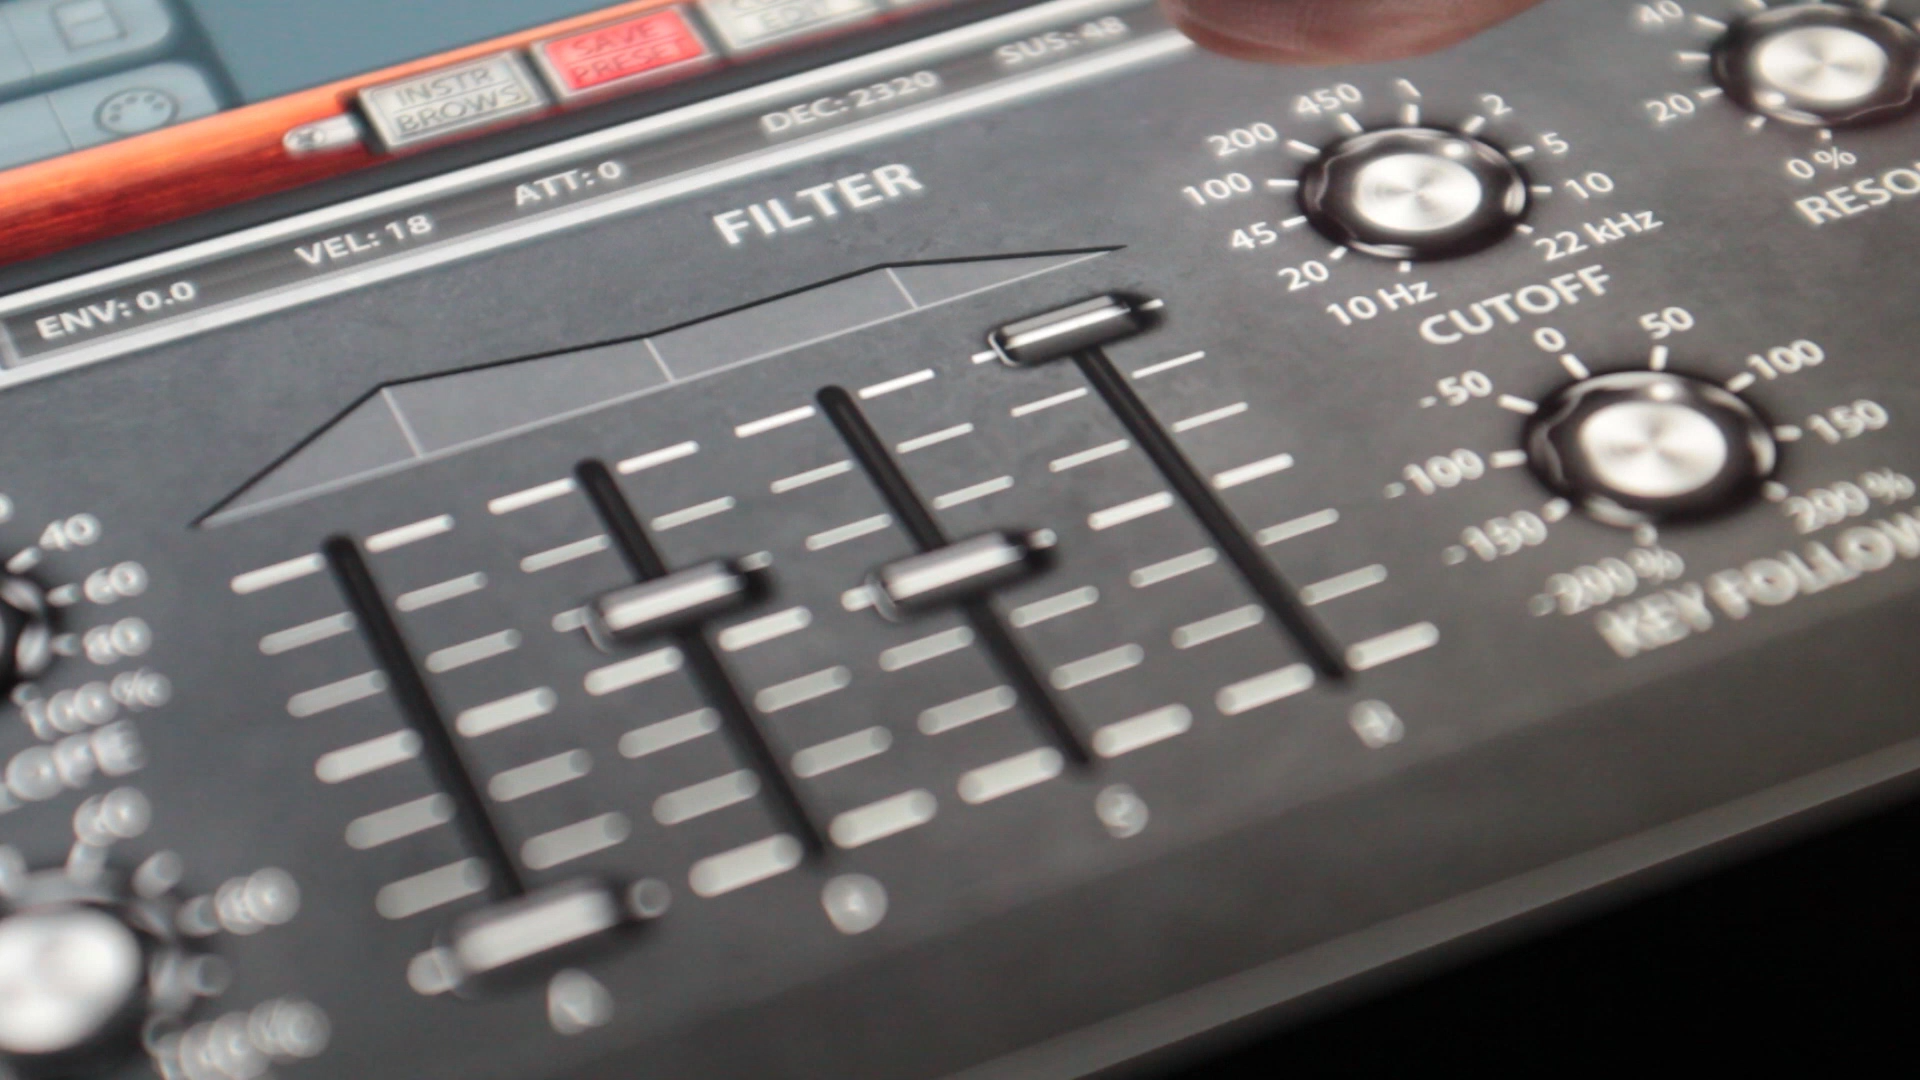 INSTR
BROWS
SAVE
PRESET
EDIT
ENV: 0.0 VEL: 18 ATT: 0 DEC: 2320 SUS: 48
FILTER
10 Hz 20 45 100 200 450 1 2 5 10 22 kHz
CUTOFF
0 % 20 40
RESO
-200 % -150 -100 -50 0 50 100 150 200 %
KEY FOLLOW
40
60
80
100 %
OPE
A
D
S
R